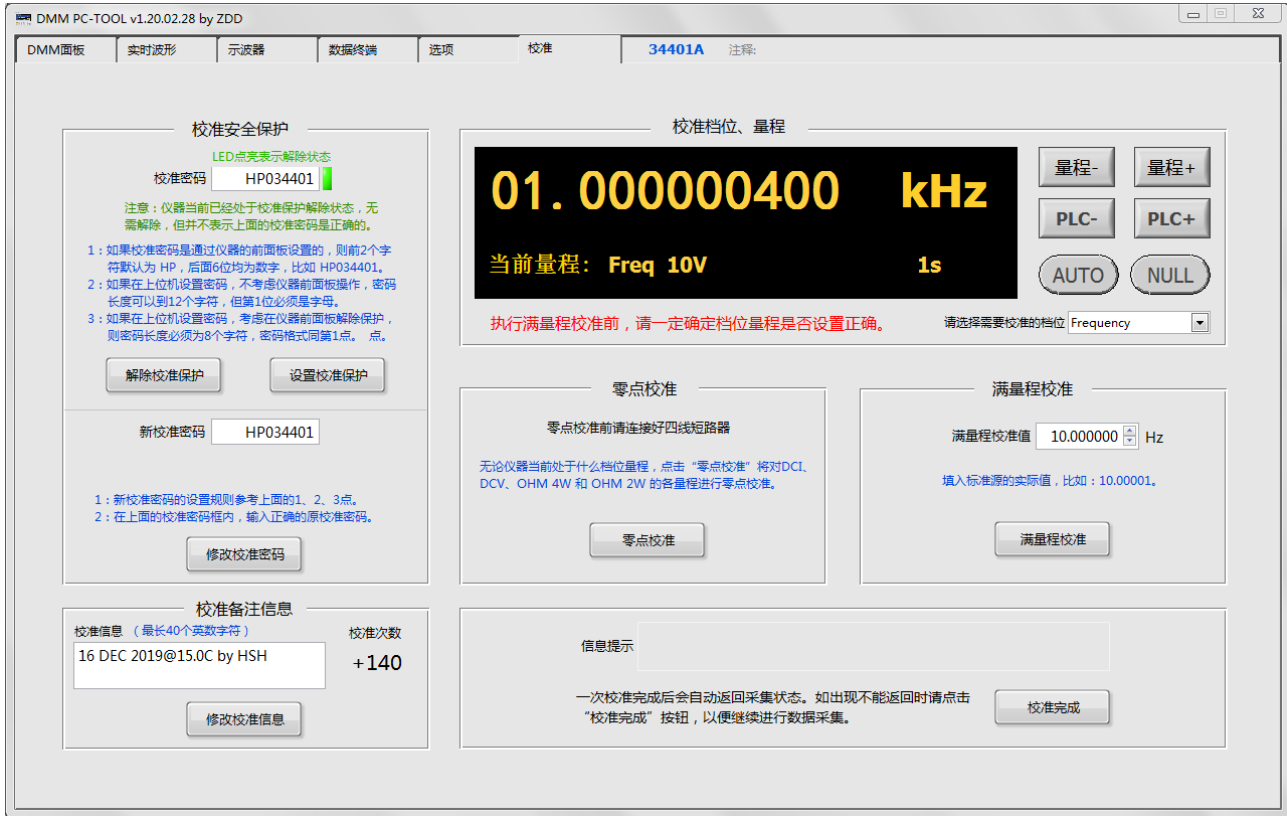 DMM PC-TOOL v1.20.02.28 by ZDD
DMM面板
实时波形
示波器
数据终端
选项
校准
34401A
注释:
校准安全保护
LED点亮表示解除状态
校准密码
HP034401
注意：仪器当前已经处于校准保护解除状态，无
需解除，但并不表示上面的校准密码是正确的。
1：如果校准密码是通过仪器的前面板设置的，则前2个字
符默认为 HP，后面6位均为数字，比如 HP034401。
2：如果在上位机设置密码，不考虑仪器前面板操作，密码
长度可以到12个字符，但第1位必须是字母。
3：如果在上位机设置密码，考虑在仪器前面板解除保护，
则密码长度必须为8个字符，密码格式同第1点。 点。
解除校准保护
设置校准保护
新校准密码
HP034401
1：新校准密码的设置规则参考上面的1、2、3点。
2：在上面的校准密码框内，输入正确的原校准密码。
修改校准密码
校准备注信息
校准信息
（最长40个英数字符）
校准次数
16 DEC 2019@15.0C by HSH
+140
修改校准信息
校准档位、量程
01.000000400
kHz
当前量程: Freq 10V
1s
量程-
量程+
PLC-
PLC+
AUTO
NULL
执行满量程校准前，请一定确定档位量程是否设置正确。
请选择需要校准的档位
Frequency
零点校准
零点校准前请连接好四线短路器
无论仪器当前处于什么档位量程，点击“零点校准”将对DCI、
DCV、OHM 4W 和 OHM 2W 的各量程进行零点校准。
零点校准
满量程校准
满量程校准值
10.000000
Hz
填入标准源的实际值，比如：10.00001。
满量程校准
信息提示
一次校准完成后会自动返回采集状态。如出现不能返回时请点击
“校准完成”按钮，以便继续进行数据采集。
校准完成